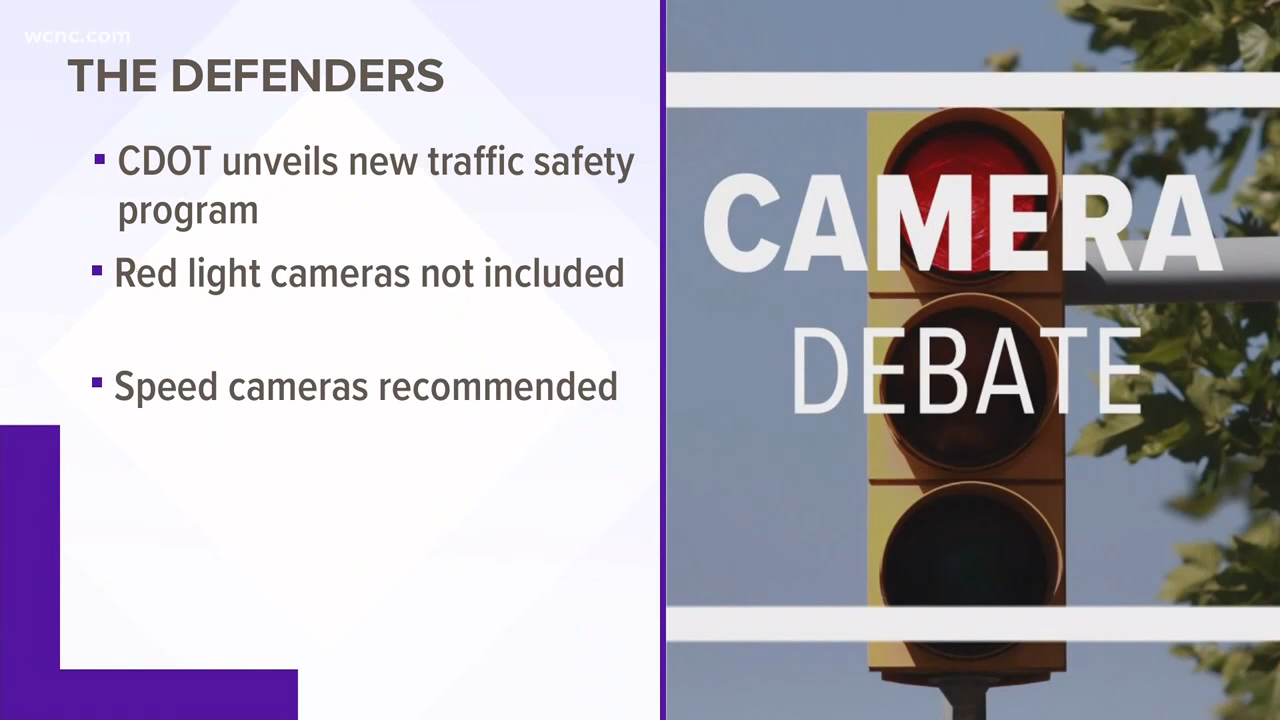 wcnc.com
THE DEFENDERS
▪ CDOT unveils new traffic safety
program
▪ Red light cameras not included
▪ Speed cameras recommended
CAMERA
DEBATE